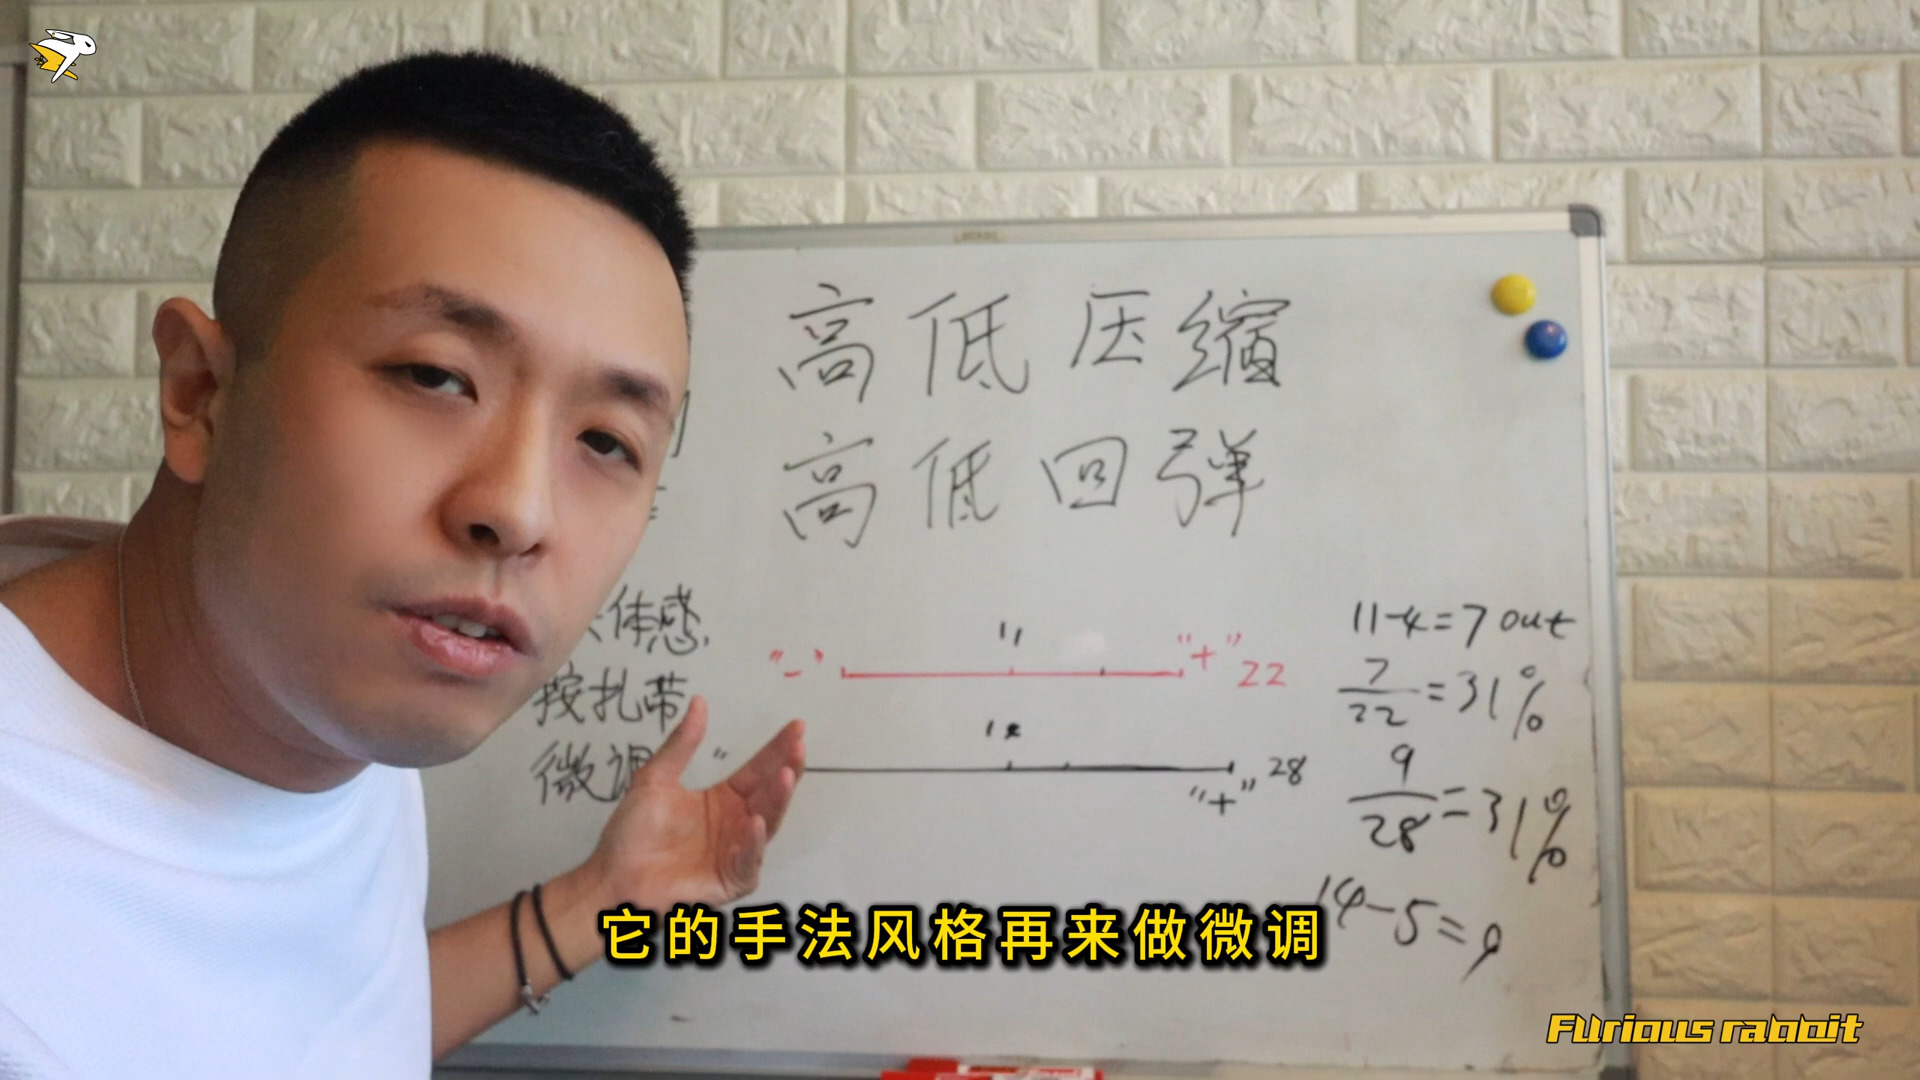 高低压缩
高低回弹
体感,
按扎带
微调
11
"-"
"+"
22
28
"+"
11-4=7 out
7/22=31%
9/28=31%
14-5=9
它的手法风格再来做微调
Furious rabbit